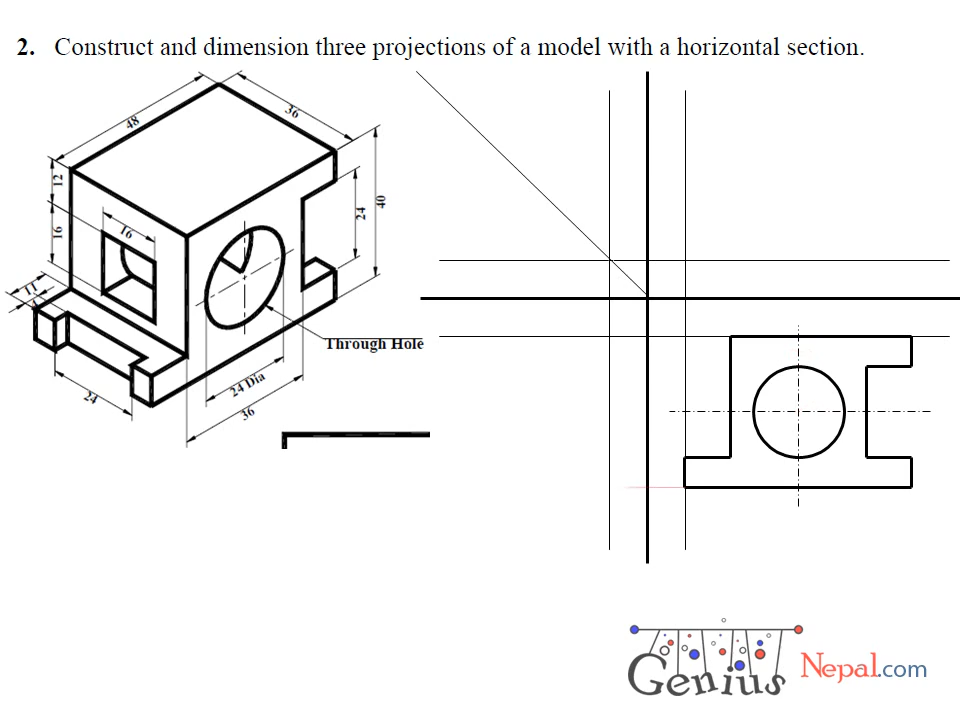 2. Construct and dimension three projections of a model with a horizontal section.
48
36
12
16
16
24
40
11
Through Hole
24
24 Dia
36
Genius Nepal.com